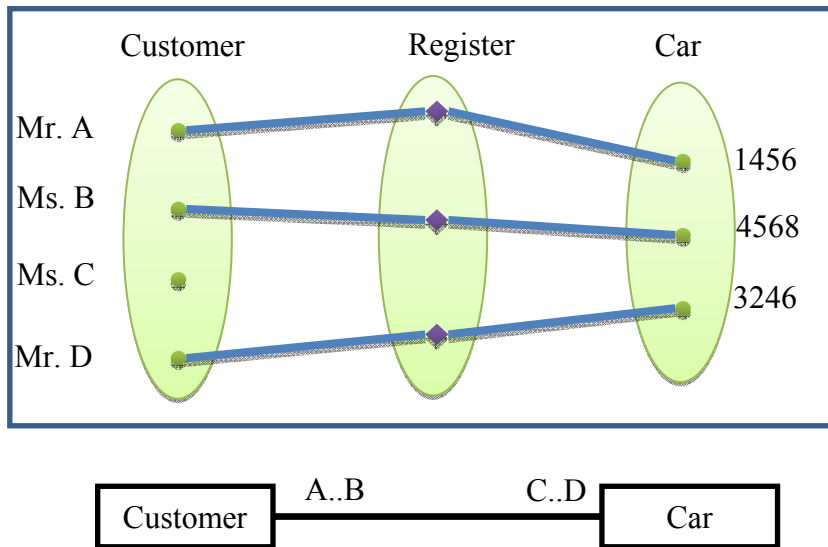 Customer Register Car
Mr. A
1456
Ms. B
4568
Ms. C
3246
Mr. D
A..B C..D
Customer Car